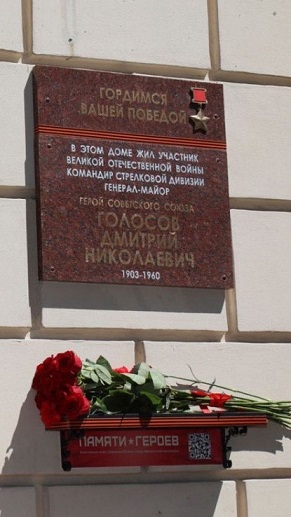 ГОРДИМСЯ
ВАШЕЙ ПОБЕДОЙ
В ЭТОМ ДОМЕ ЖИЛ УЧАСТНИК
ВЕЛИКОЙ ОТЕЧЕСТВЕННОЙ ВОЙНЫ
КОМАНДИР СТРЕЛКОВОЙ ДИВИЗИИ
ГЕНЕРАЛ-МАЙОР
ГЕРОЙ СОВЕТСКОГО СОЮЗА
ГОЛОСОВ
ДМИТРИЙ
НИКОЛАЕВИЧ
1903-1960
ПАМЯТИ★ГЕРОЕВ